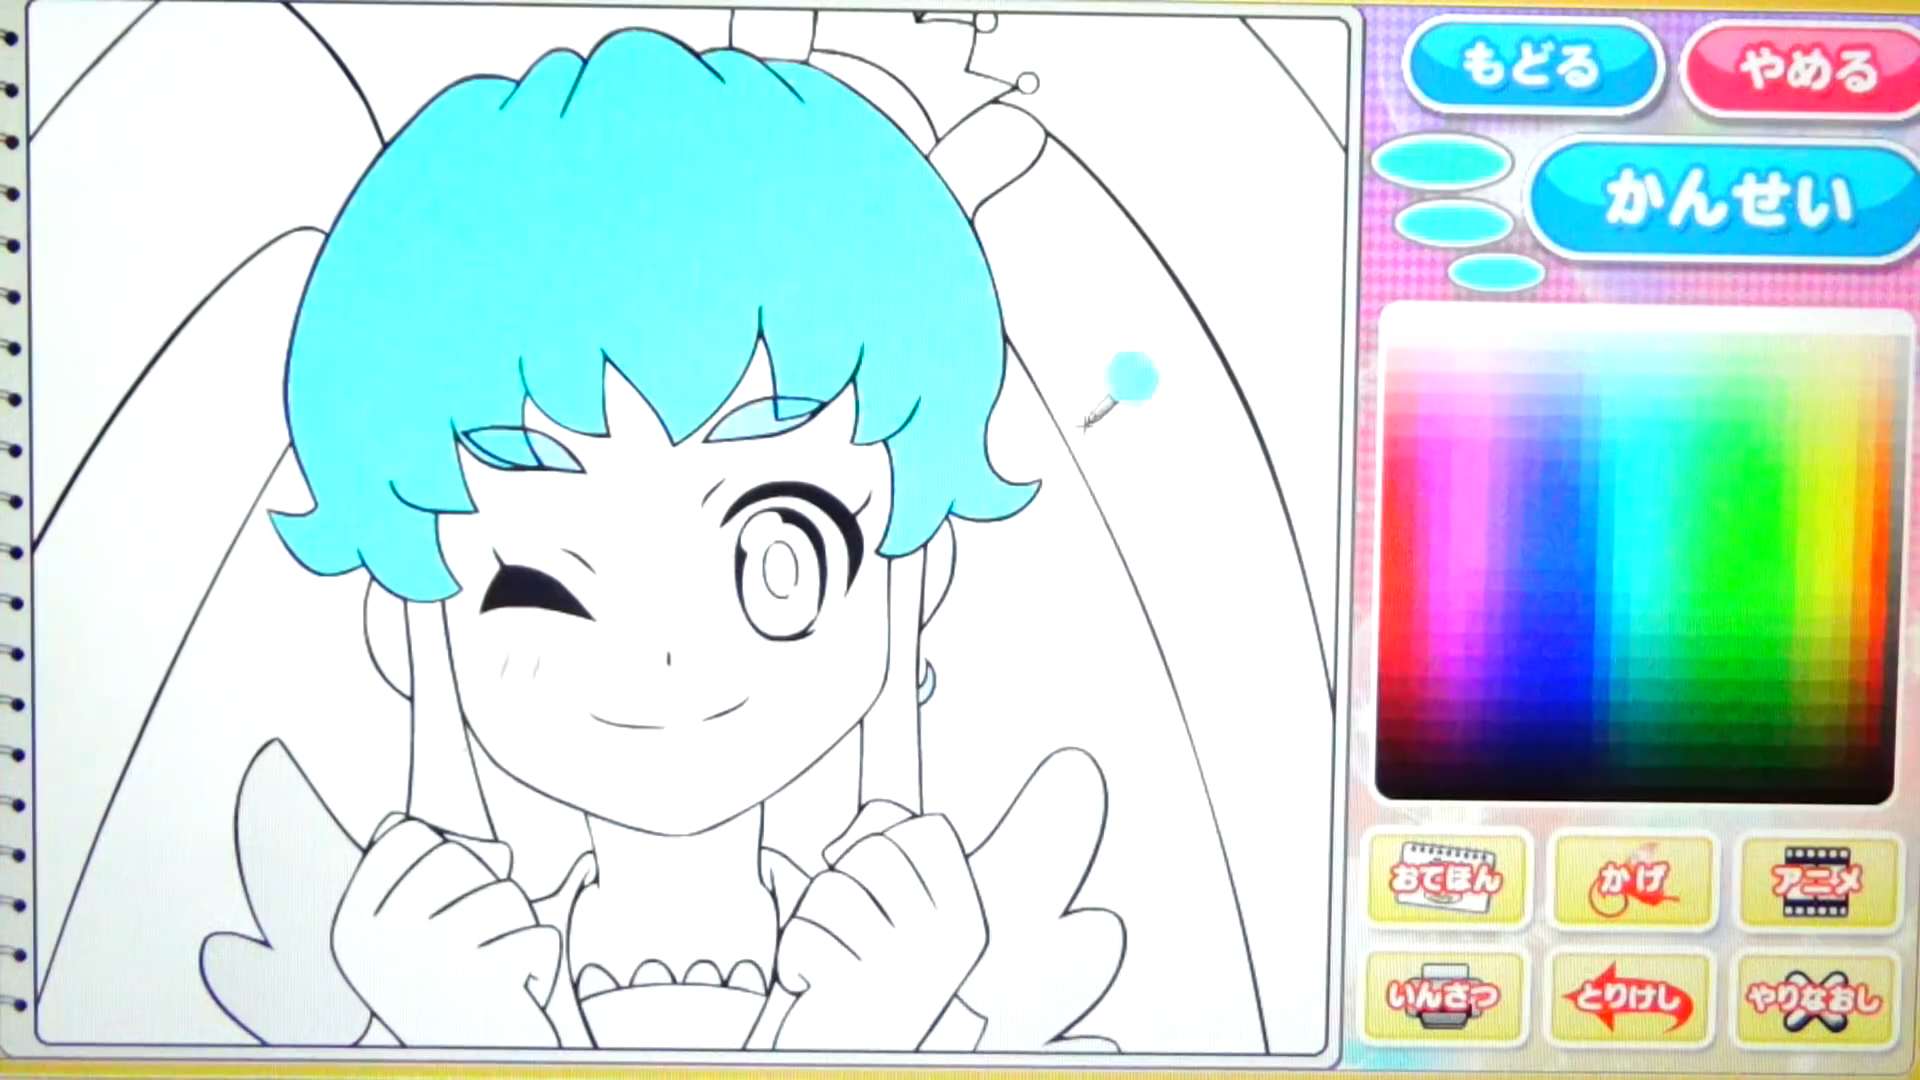 もどる
やめる
かんせい
おてほん
かげ
アニメ
いんさつ
とりけし
やりなおし